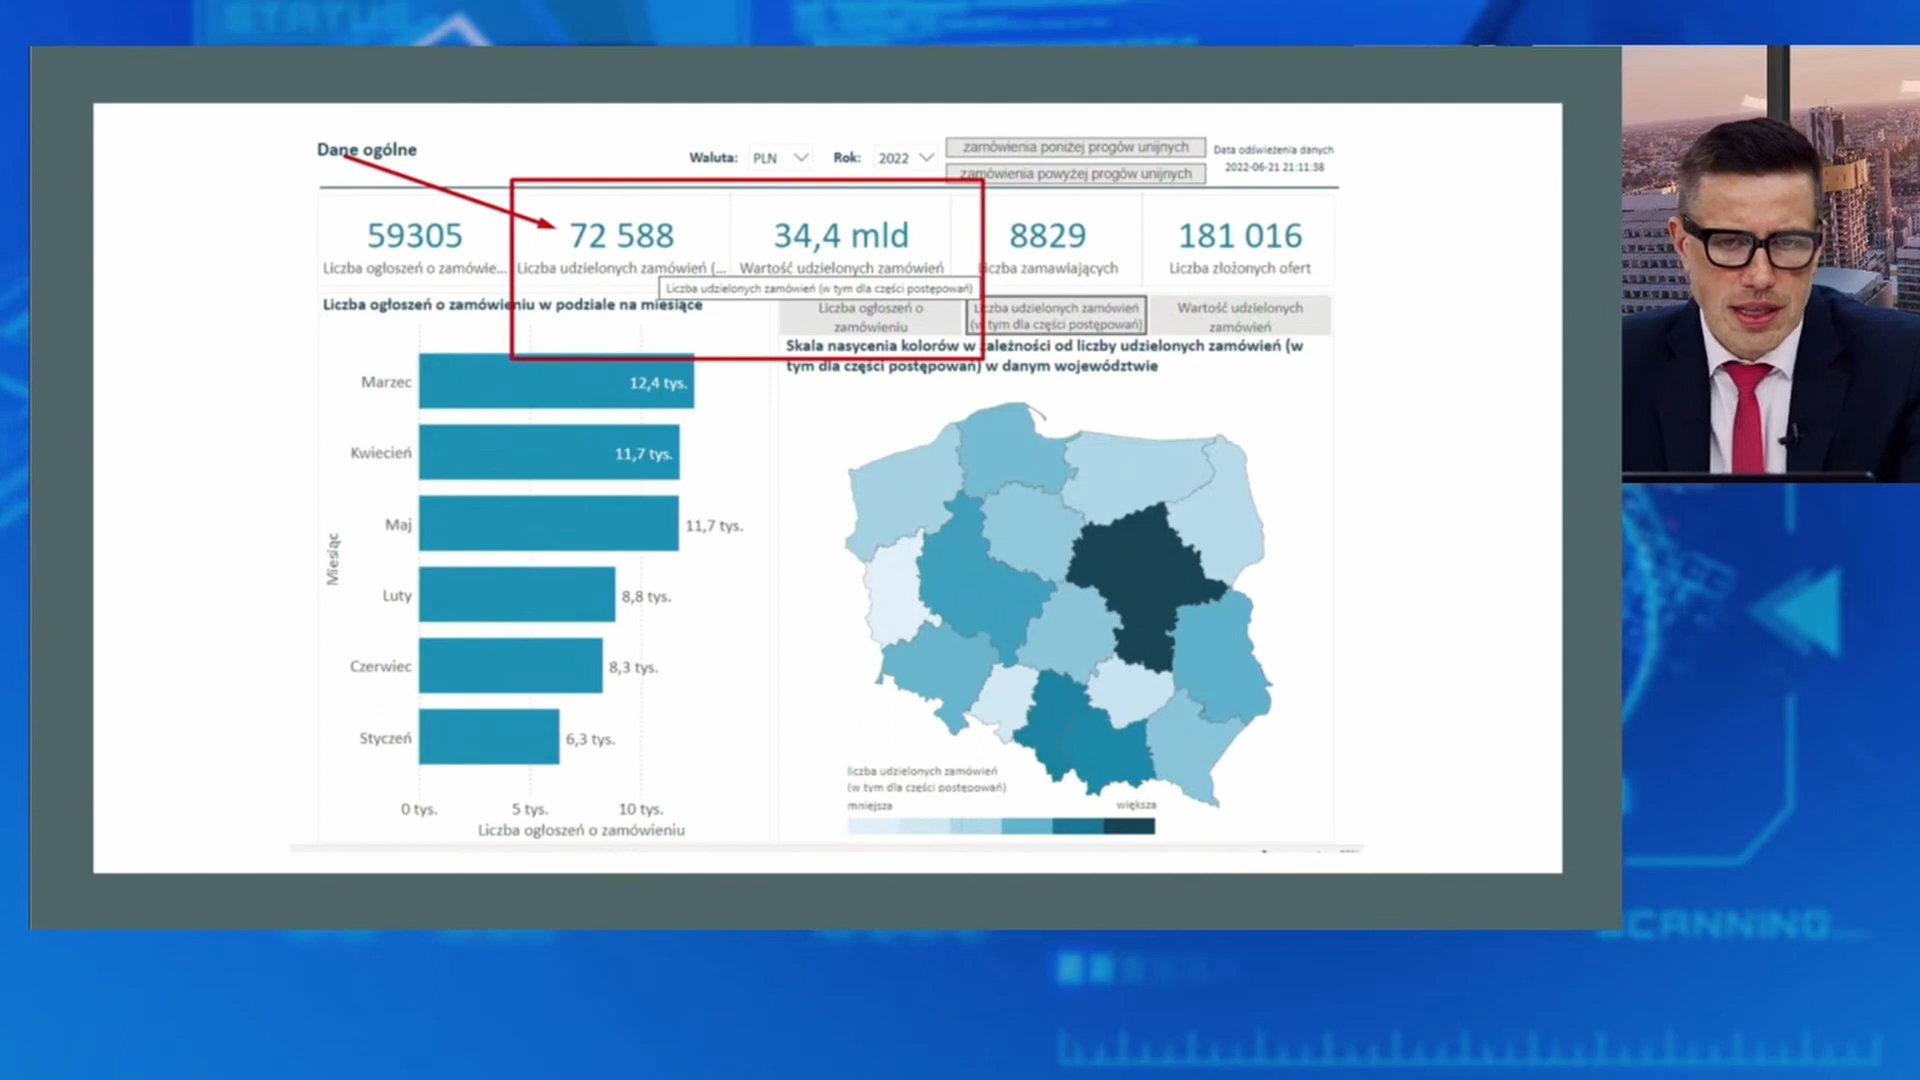 STATUS
Dane ogólne
Waluta: PLN
Rok: 2022
zamówienia poniżej progów unijnych
zamówienia powyżej progów unijnych
Data odświeżenia danych
2022-06-21 21:11:38
59305
Liczba ogłoszeń o zamówie...
72 588
Liczba udzielonych zamówień (...
34,4 mld
Wartość udzielonych zamówień
8829
Liczba zamawiających
181 016
Liczba złożonych ofert
Liczba udzielonych zamówień (w tym dla części postępowań)
Liczba ogłoszeń o zamówieniu w podziale na miesiące
Miesiąc
Marzec 12,4 tys.
Kwiecień 11,7 tys.
Maj 11,7 tys.
Luty 8,8 tys.
Czerwiec 8,3 tys.
Styczeń 6,3 tys.
0 tys. 5 tys. 10 tys.
Liczba ogłoszeń o zamówieniu
Liczba ogłoszeń o
zamówieniu
Liczba udzielonych zamówień
(w tym dla części postępowań)
Wartość udzielonych
zamówień
Skala nasycenia kolorów w zależności od liczby udzielonych zamówień (w
tym dla części postępowań) w danym województwie
liczba udzielonych zamówień
(w tym dla części postępowań)
mniejsza większa
SCANNING...